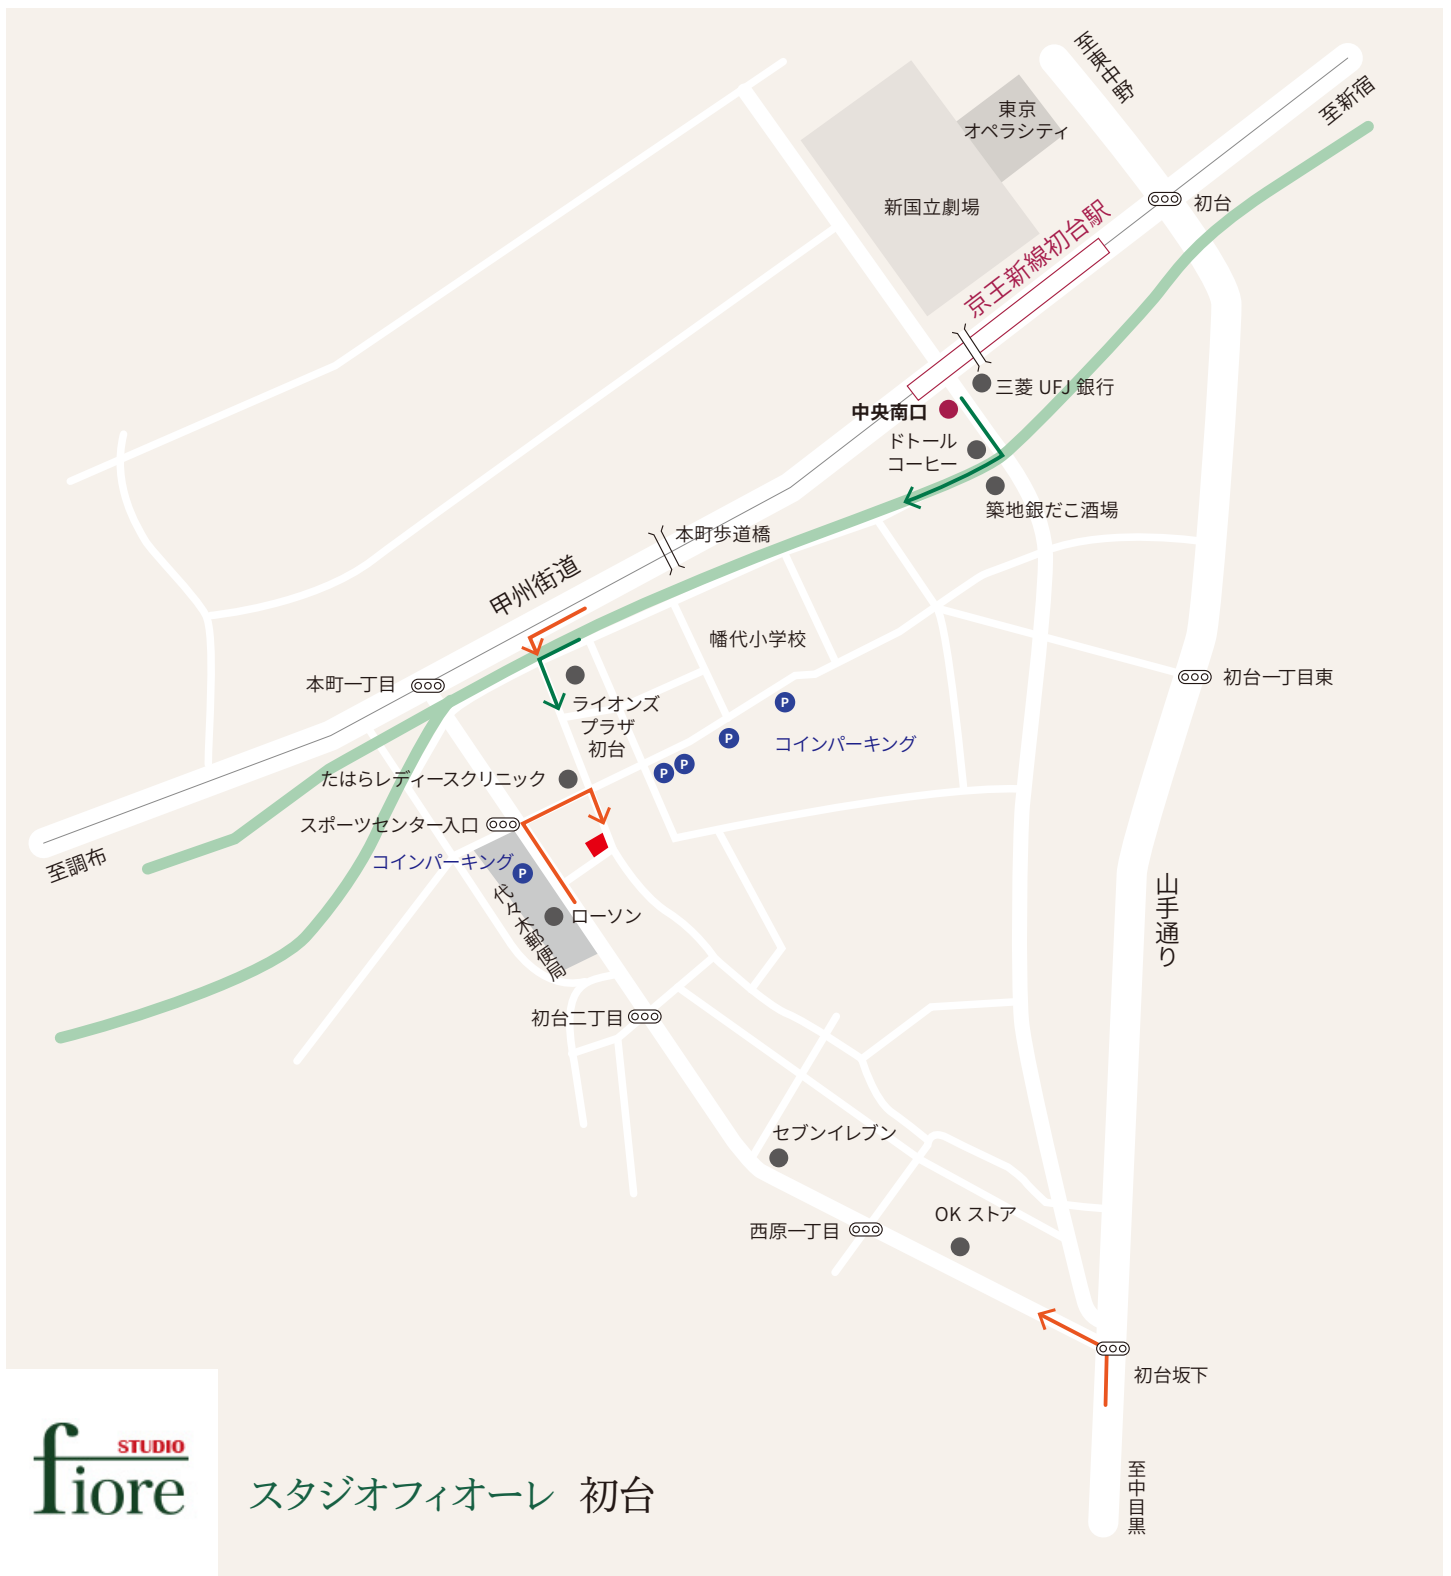 至東中野
至新宿
東京
オペラシティ
新国立劇場
初台
京王新線初台駅
三菱 UFJ 銀行
中央南口
ドトール
コーヒー
築地銀だこ酒場
本町歩道橋
甲州街道
幡代小学校
本町一丁目
初台一丁目東
ライオンズ
プラザ
初台
P
P
P
P
コインパーキング
たはらレディースクリニック
スポーツセンター入口
コインパーキング
P
至調布
代々木郵便局
ローソン
山手通り
初台二丁目
セブンイレブン
西原一丁目
OK ストア
初台坂下
至中目黒
STUDIO
fiore
スタジオフィオーレ 初台